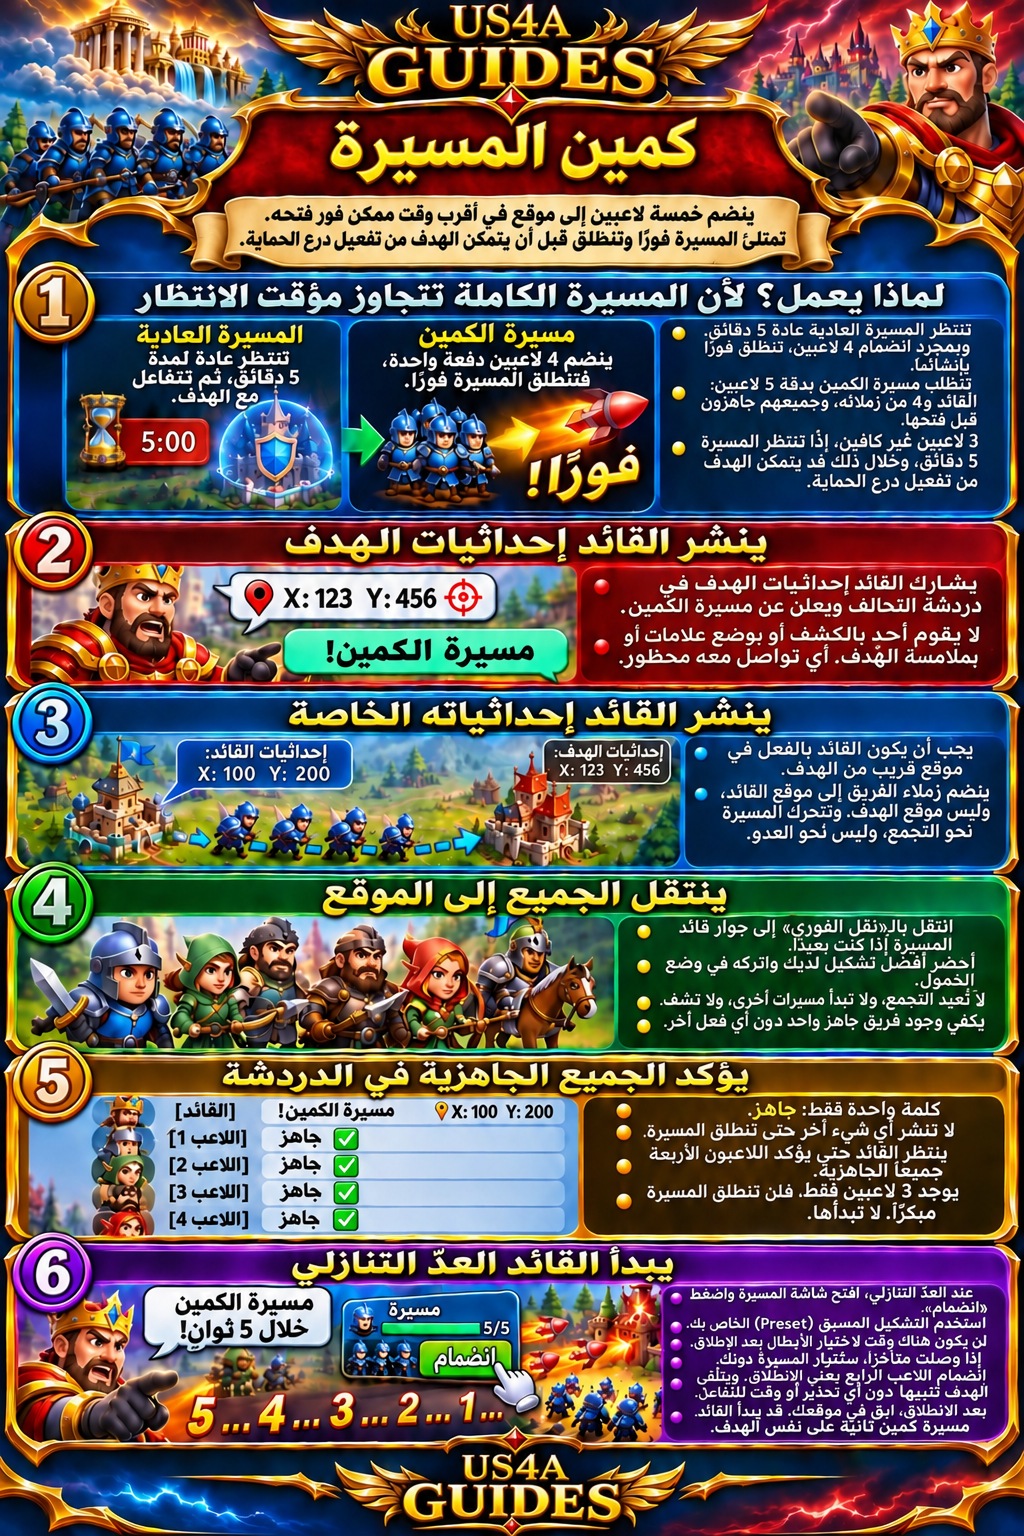 US4A
GUIDES
كمين المسيرة
ينضم خمسة لاعبين إلى موقع في أقرب وقت ممكن فور فتحه.
تمتلئ المسيرة فورًا وتنطلق قبل أن يتمكن الهدف من تفعيل درع الحماية.
1
لماذا يعمل؟ لأن المسيرة الكاملة تتجاوز مؤقت الانتظار
المسيرة العادية
تنتظر عادة لمدة
5 دقائق، ثم تتفاعل
مع الهدف.
5:00
مسيرة الكمين
ينضم 4 لاعبين دفعة واحدة،
فتنطلق المسيرة فورًا.
فورًا!
تنتظر المسيرة العادية عادة 5 دقائق.
وبمجرد انضمام 4 لاعبين، تنطلق فورًا
تتطلب مسيرة الكمين بدقة 5 لاعبين:
القائد و4 من زملائه، وجميعهم جاهزون
قبل فتحها.
3 لاعبين غير كافين، إذًا تنتظر المسيرة
5 دقائق، وخلال ذلك قد يتمكن الهدف
من تفعيل درع الحماية.
2
ينشر القائد إحداثيات الهدف
X: 123 Y: 456
مسيرة الكمين!
يشارك القائد إحداثيات الهدف في
دردشة التحالف ويعلن عن مسيرة الكمين.
لا يقوم أحد بالكشف أو بوضع علامات أو
بملامسة الهدف. أي تواصل معه محظور.
3
ينشر القائد إحداثياته الخاصة
إحداثيات القائد:
X: 100 Y: 200
إحداثيات الهدف:
X: 123 Y: 456
يجب أن يكون القائد بالفعل في
موقع قريب من الهدف.
ينضم زملاء الفريق إلى موقع القائد،
وليس موقع الهدف. وتتحرك المسيرة
نحو التجمع، وليس نحو العدو.
4
ينتقل الجميع إلى الموقع
انتقل بال«نقل الفوري» إلى جوار قائد
المسيرة إذا كنت بعيدًا.
أحضر أفضل تشكيل لديك واتركه في وضع
الخمول.
لا تُعيد التجمع، ولا تبدأ مسيرات أخرى، ولا تشف.
يكفي وجود فريق جاهز واحد دون أي فعل أخر.
5
يؤكد الجميع الجاهزية في الدردشة
[القائد] مسيرة الكمين! X: 100 Y: 200
[اللاعب 1] جاهز
[اللاعب 2] جاهز
[اللاعب 3] جاهز
[اللاعب 4] جاهز
كلمة واحدة فقط: جاهز.
لا تنشر أي شيء أخر حتى تنطلق المسيرة.
ينتظر القائد حتى يؤكد اللاعبون الأربعة
جميعًا الجاهزية.
يوجد 3 لاعبين فقط، فلن تنطلق المسيرة
مبكرًا. لا تبدأها.
6
يبدأ القائد العدّ التنازلي
مسيرة الكمين
خلال 5 ثوانٍ!
مسيرة
5/5
انضمام
5... 4... 3... 2... 1...
عند العدّ التنازلي، افتح شاشة المسيرة واضغط
«انضمام».
استخدم التشكيل المسبق (Preset) الخاص بك.
لن يكون هناك وقت لاختيار الأبطال بعد الإطلاق.
إذا وصلت متأخرًا، المسيرة دونك.
إنضمام اللاعب الرابع يعني الانطلاق. ويتلقى
الهدف تنبيها دون أي تحذير أو وقت للتفاعل.
بعد الانطلاق، ابق في موقعك. قد يبدأ القائد
مسيرة كمين ثانية على نفس الهدف.
US4A
GUIDES